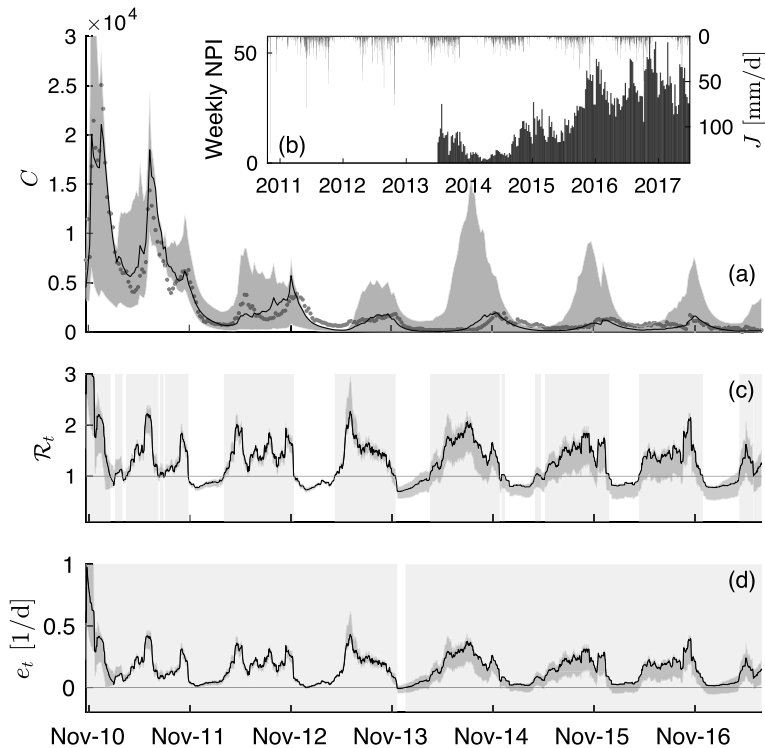 ×10⁴
3
2.5
2
1.5
1
0.5
0
C
(a)
Weekly NPI
50
0
(b)
0
50
100
J [mm/d]
2011 2012 2013 2014 2015 2016 2017
3
2
1
ℛt
(c)
1
0.5
0
et [1/d]
(d)
Nov-10 Nov-11 Nov-12 Nov-13 Nov-14 Nov-15 Nov-16